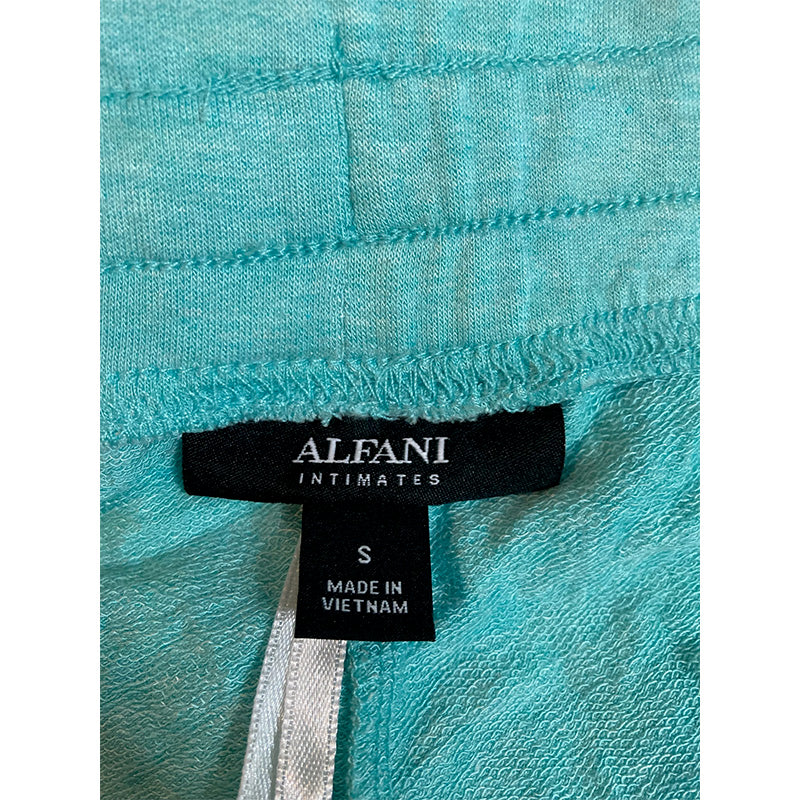 ALFANI
INTIMATES
S
MADE IN
VIETNAM